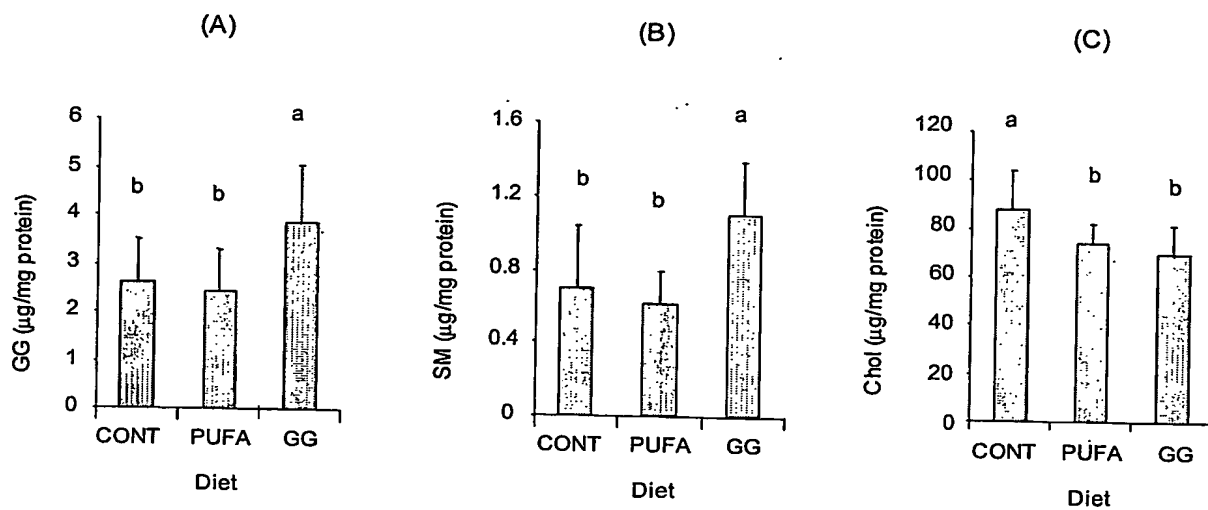 (A)
GG (µg/mg protein)
6
5
4
3
2
1
0
b
b
a
CONT
PUFA
GG
Diet
(B)
SM (µg/mg protein)
1.6
1.2
0.8
0.4
0
b
b
a
CONT
PUFA
GG
Diet
(C)
Chol (µg/mg protein)
120
100
80
60
40
20
0
a
b
b
CONT
PUFA
GG
Diet